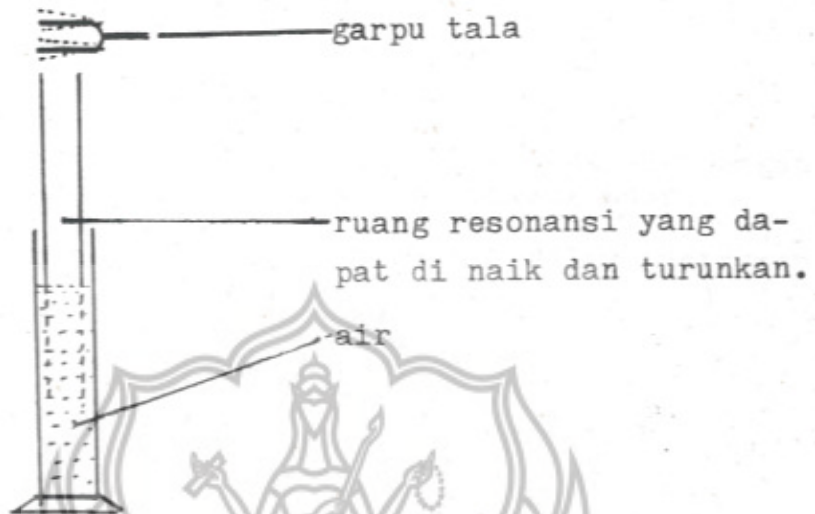 garpu tala
ruang resonansi yang da-
pat di naik dan turunkan.
air